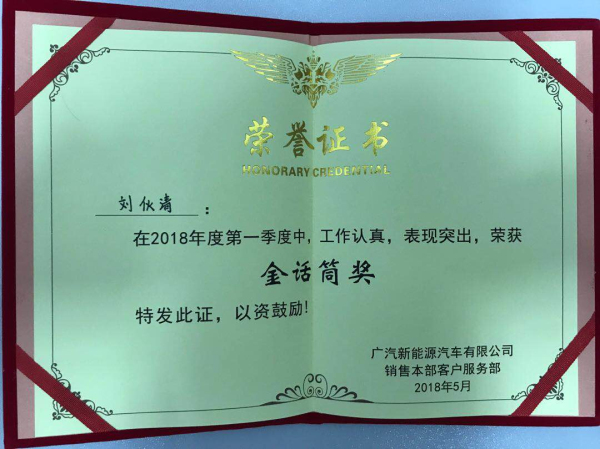 荣誉证书
HONORARY CREDENTIAL
刘伙清：
在2018年度第一季度中，工作认真，表现突出，荣获
金话筒奖
特发此证，以资鼓励！
广汽新能源汽车有限公司
销售本部客户服务部
2018年5月